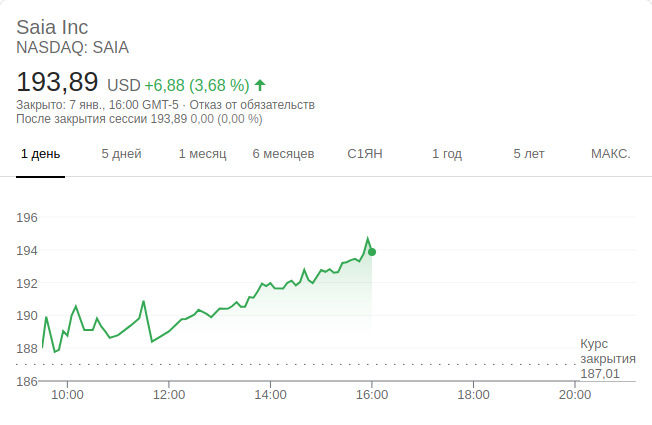 Saia Inc
NASDAQ: SAIA
193,89 USD +6,88 (3,68 %)
Закрыто: 7 янв., 16:00 GMT-5 · Отказ от обязательств
После закрытия сессии 193,89 0,00 (0,00 %)
1 день 5 дней 1 месяц 6 месяцев С1ЯН 1 год 5 лет МАКС.
196
194
192
190
188
186
Курс
закрытия
187,01
10:00 12:00 14:00 16:00 18:00 20:00